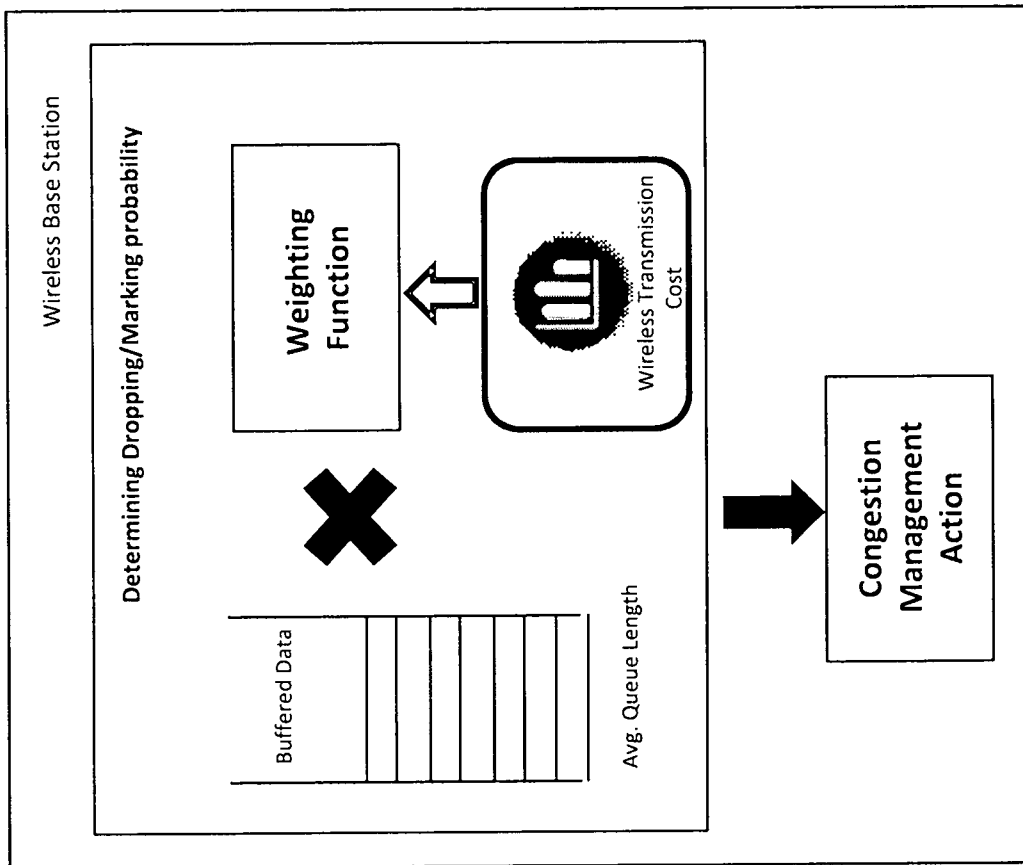 Wireless Base Station
Determining Dropping/Marking probability
Buffered Data
Avg. Queue Length
Weighting
Function
Wireless Transmission
Cost
Congestion
Management
Action